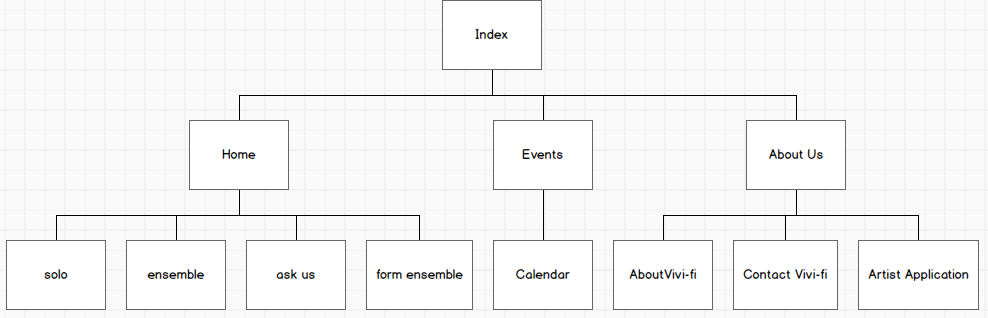 Index
Home
Events
About Us
solo
ensemble
ask us
form ensemble
Calendar
AboutVivi-fi
Contact Vivi-fi
Artist Application